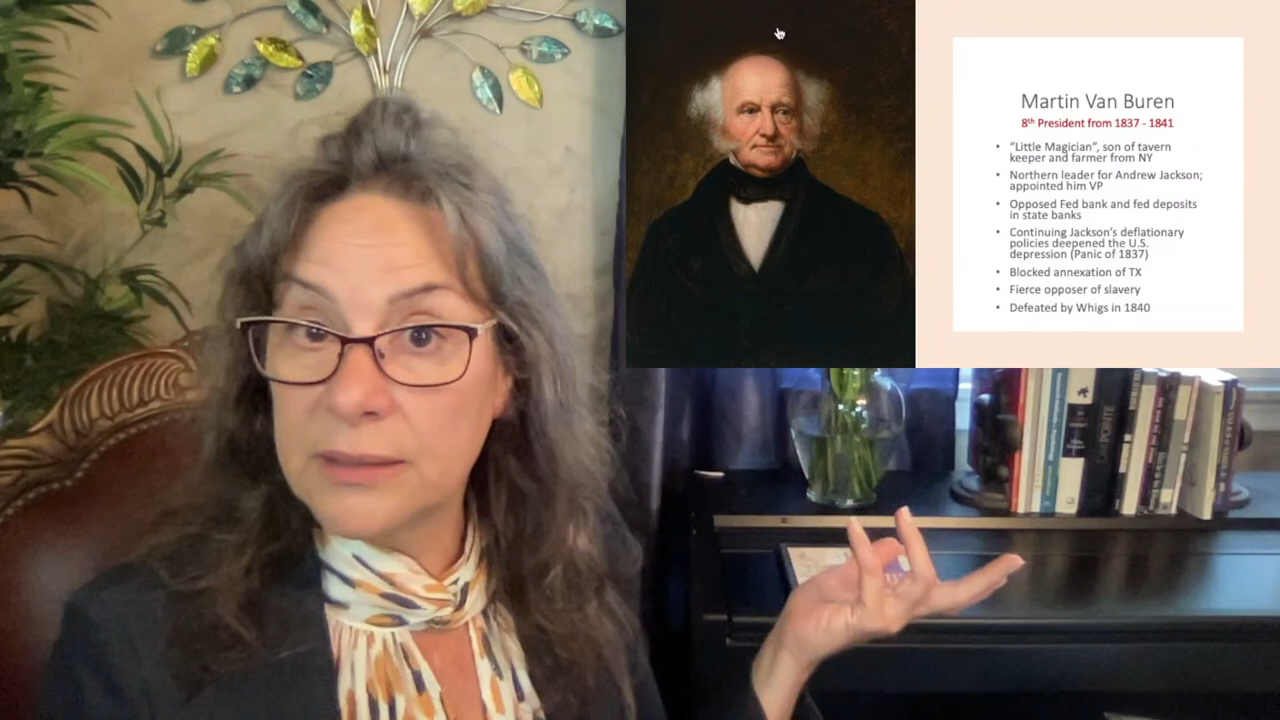 Martin Van Buren
8th President from 1837 - 1841
• "Little Magician", son of tavern
keeper and farmer from NY
• Northern leader for Andrew Jackson;
appointed him VP
• Opposed Fed bank and fed deposits
in state banks
• Continuing Jackson's deflationary
policies deepened the U.S.
depression (Panic of 1837)
• Blocked annexation of TX
• Fierce opposer of slavery
• Defeated by Whigs in 1840